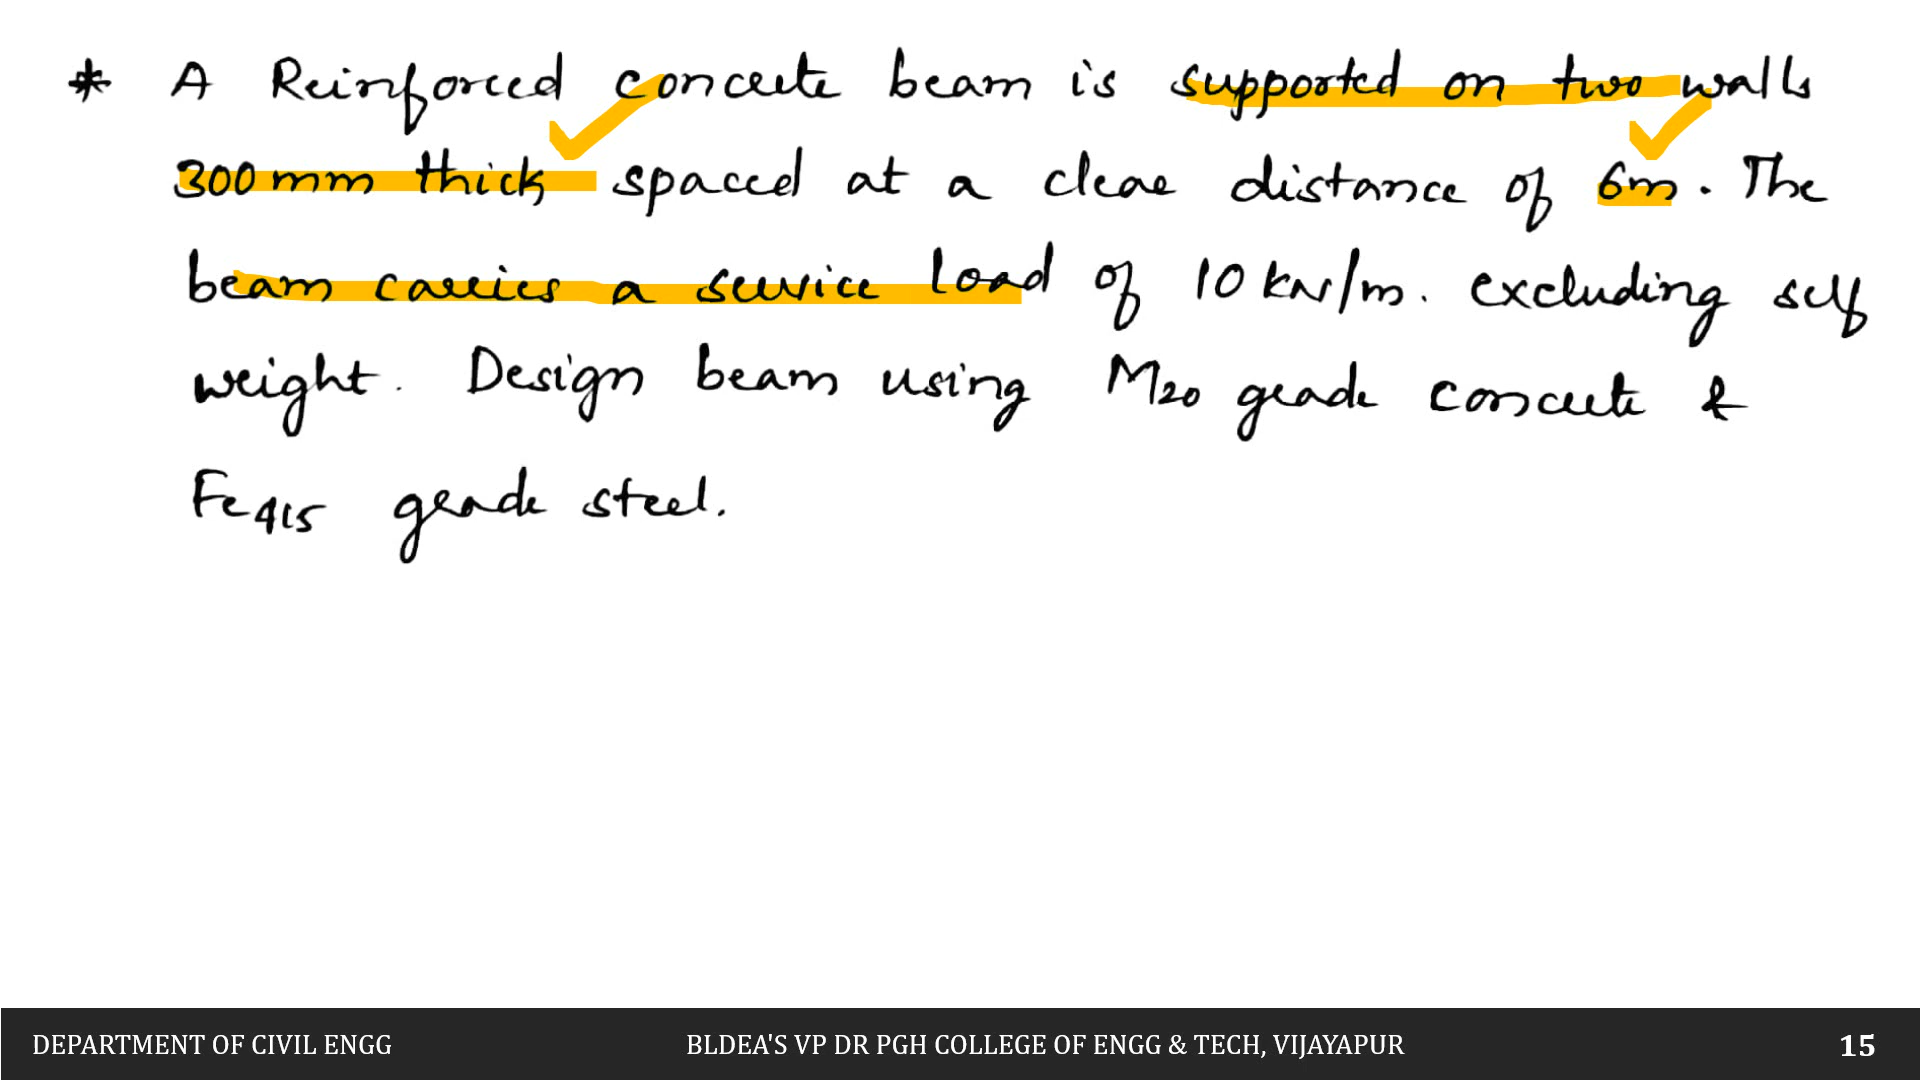 * A Reinforced concrete beam is supported on two walls
300mm thick spaced at a clear distance of 6m. The
beam carries a service load of 10 kN/m. excluding self
weight. Design beam using M20 grade concrete &
Fe415 grade steel.
DEPARTMENT OF CIVIL ENGG BLDEA'S VP DR PGH COLLEGE OF ENGG & TECH, VIJAYAPUR 15